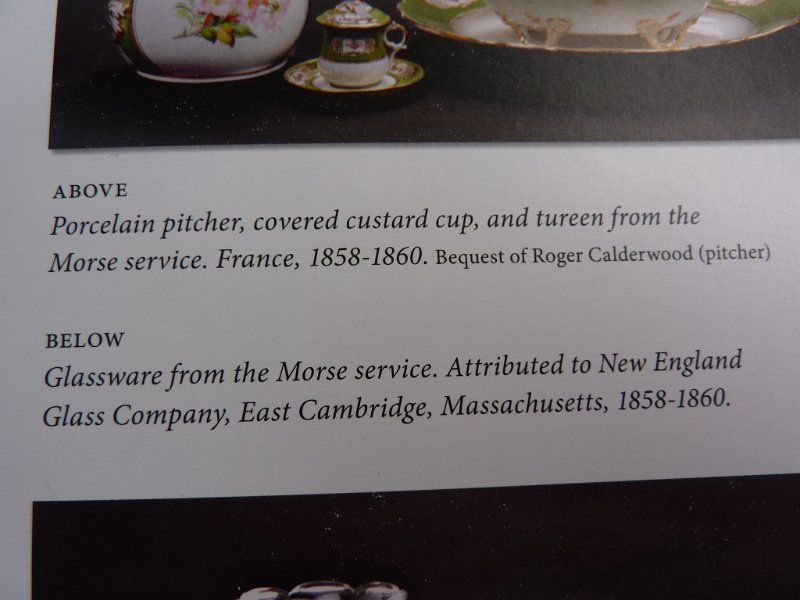 ABOVE
Porcelain pitcher, covered custard cup, and tureen from the
Morse service. France, 1858-1860. Bequest of Roger Calderwood (pitcher)
BELOW
Glassware from the Morse service. Attributed to New England
Glass Company, East Cambridge, Massachusetts, 1858-1860.